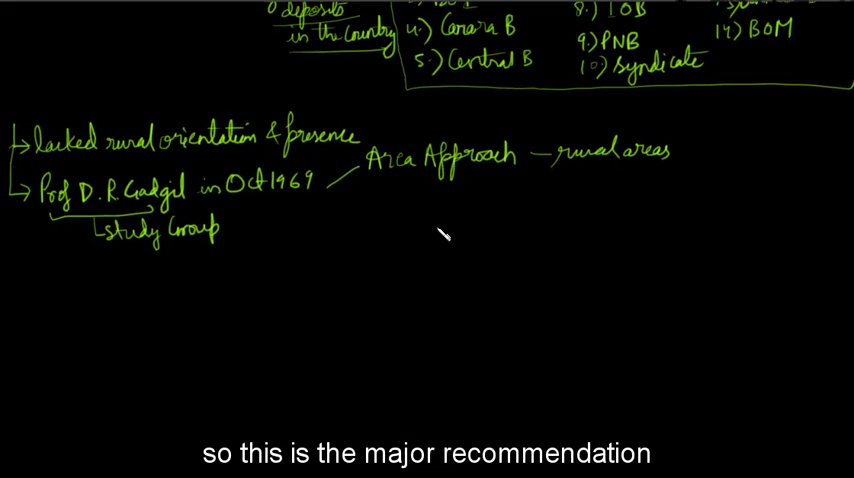 deposits
in the Country
4.) Canara B
5.) Central B
8.) IOB
9.) PNB
10.) Syndicate
14) BOM
lacked rural orientation & presence
Prof D. R. Gadgil in Oct 1969
Area Approach — rural areas
study Group
so this is the major recommendation